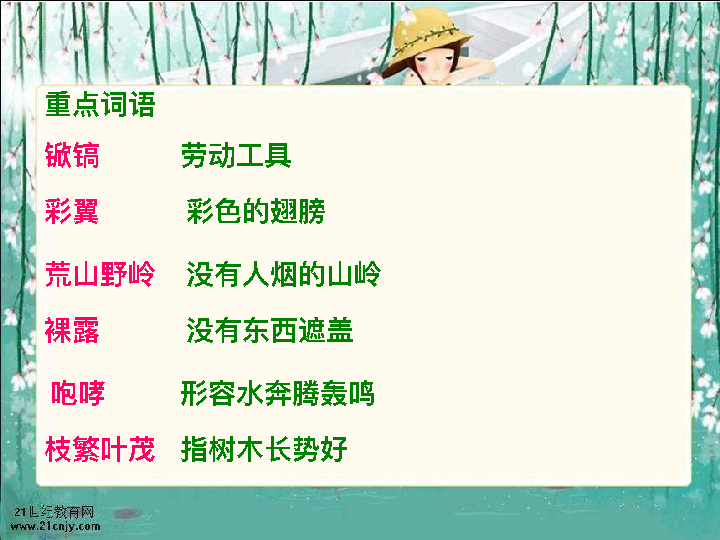 重点词语
锨镐 劳动工具
彩翼 彩色的翅膀
荒山野岭 没有人烟的山岭
裸露 没有东西遮盖
咆哮 形容水奔腾轰鸣
枝繁叶茂 指树木长势好
21世纪教育网
www.21cnjy.com